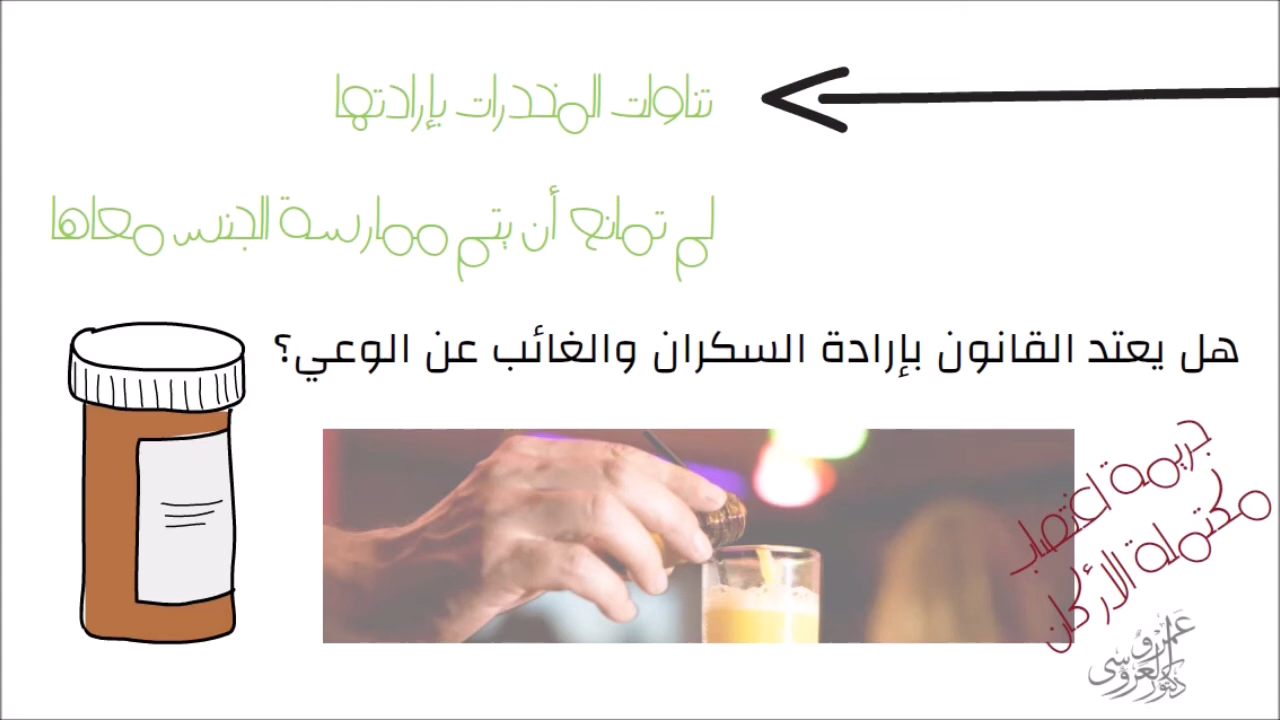 تناولت المخدرات بإرادتها
لم تمانع أن يتم ممارسة الجنس معاها
هل يعتد القانون بإرادة السكران والغائب عن الوعي؟
جريمة اغتصاب
مكتملة الأركان
عمرو
دكتور العروسي